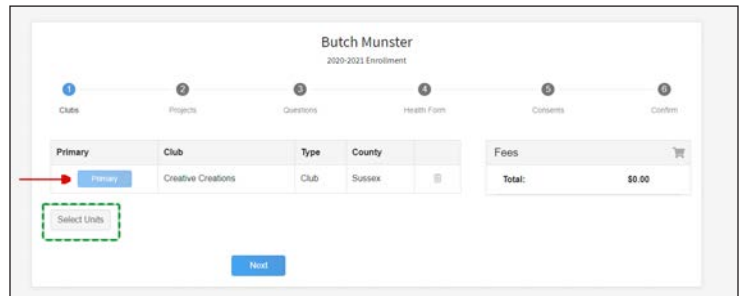 Butch Munster
2020-2021 Enrollment
1 2 3 4 5 6
Clubs Projects Questions Health Form Consents Confirm
Primary Club Type County
Primary Creative Creations Club Sussex
Fees
Total: $0.00
Select Units
Next